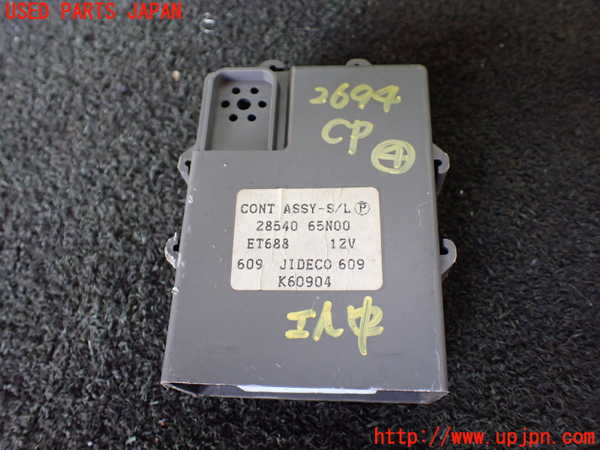 USED PARTS JAPAN
2694
CP ④
CONT ASSY-S/L Ⓟ
28540 65N00
ET688 12V
609 JIDECO 609
K60904
http://www.upjpn.com/